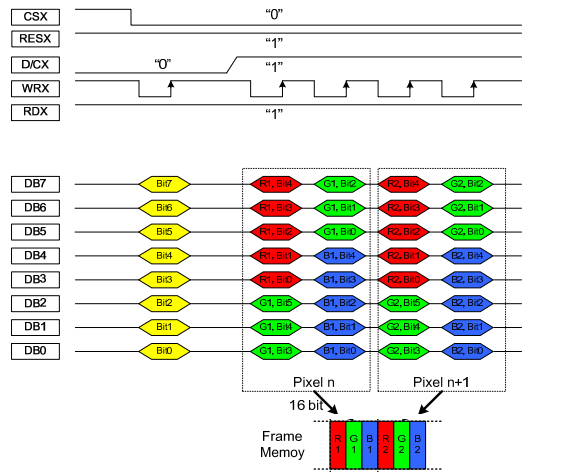 CSX "0"
RESX "1"
D/CX "0" "1"
WRX
RDX "1"
DB7 Bit7 R1, Bit4 G1, Bit2 R2, Bit4 G2, Bit2
DB6 Bit6 R1, Bit3 G1, Bit1 R2, Bit3 G2, Bit1
DB5 Bit5 R1, Bit2 G1, Bit0 R2, Bit2 G2, Bit0
DB4 Bit4 R1, Bit1 B1, Bit4 R2, Bit1 B2, Bit4
DB3 Bit3 R1, Bit0 B1, Bit3 R2, Bit0 B2, Bit3
DB2 Bit2 G1, Bit5 B1, Bit2 G2, Bit5 B2, Bit2
DB1 Bit1 G1, Bit4 B1, Bit1 G2, Bit4 B2, Bit1
DB0 Bit0 G1, Bit3 B1, Bit0 G2, Bit3 B2, Bit0
Pixel n Pixel n+1
16 bit
Frame
Memoy
R G B R G B
1 1 1 2 2 2